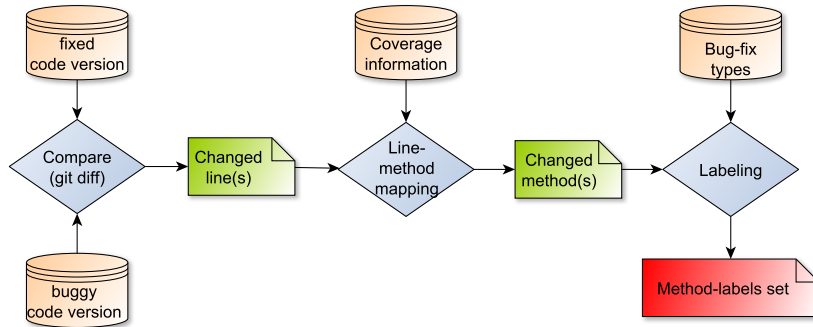 fixed
code version
Coverage
information
Bug-fix
types
Compare
(git diff)
Changed
line(s)
Line-
method
mapping
Changed
method(s)
Labeling
buggy
code version
Method-labels set